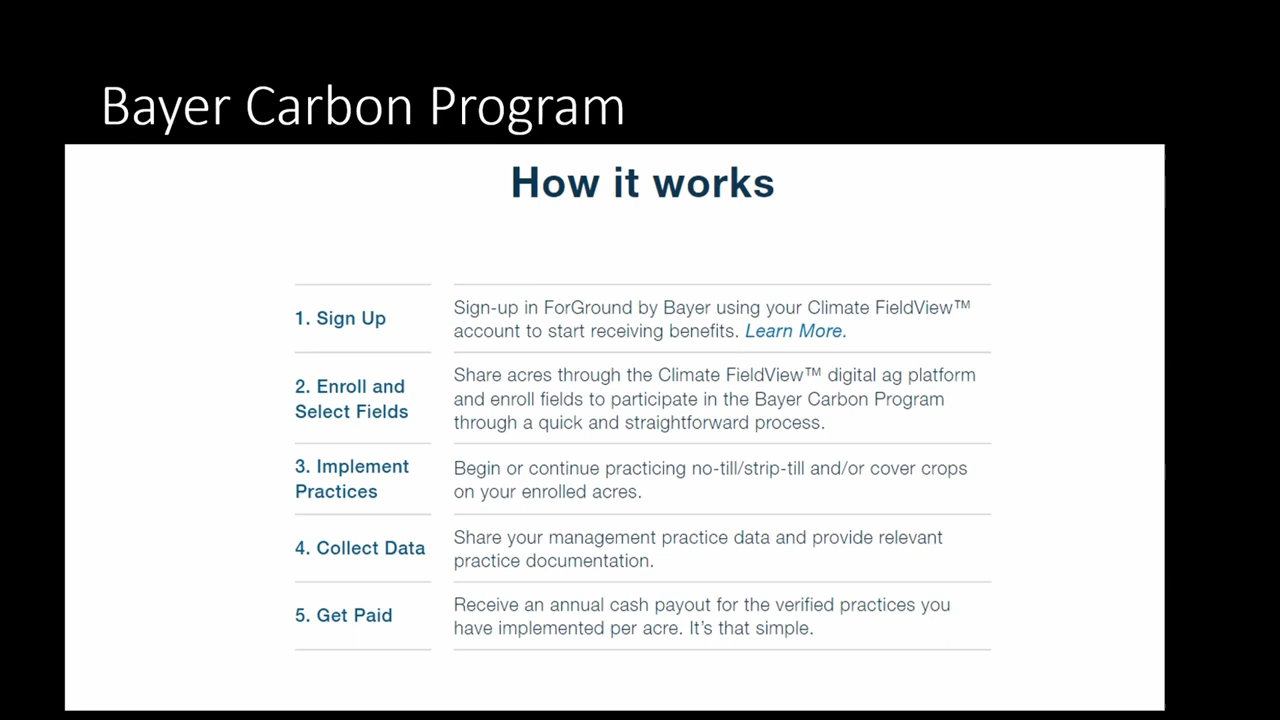 Bayer Carbon Program
How it works
1. Sign Up
Sign-up in ForGround by Bayer using your Climate FieldView™
account to start receiving benefits. Learn More.
2. Enroll and
Select Fields
Share acres through the Climate FieldView™ digital ag platform
and enroll fields to participate in the Bayer Carbon Program
through a quick and straightforward process.
3. Implement
Practices
Begin or continue practicing no-till/strip-till and/or cover crops
on your enrolled acres.
4. Collect Data
Share your management practice data and provide relevant
practice documentation.
5. Get Paid
Receive an annual cash payout for the verified practices you
have implemented per acre. It’s that simple.